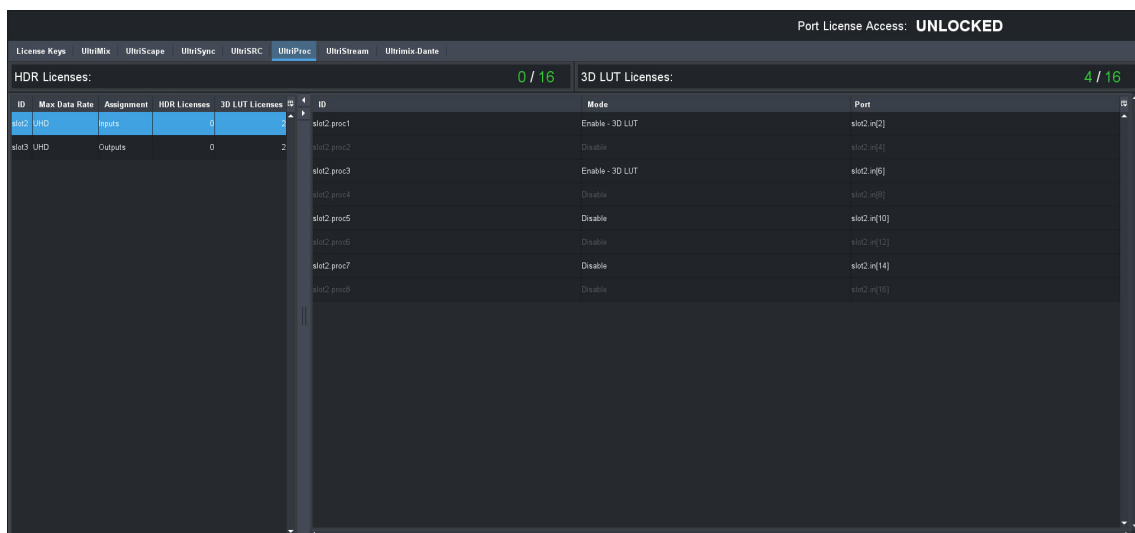 Port License Access: UNLOCKED
License Keys UltriMix UltriScape UltriSync UltriSRC UltriProc UltriStream Ultrimix-Dante
HDR Licenses: 0 / 16 3D LUT Licenses: 4 / 16
ID Max Data Rate Assignment HDR Licenses 3D LUT Licenses ID Mode Port
slot2 UHD Inputs 0 2 slot2.proc1 Enable - 3D LUT slot2.in[2]
slot3 UHD Outputs 0 2 slot2.proc2 Disable slot2.in[4]
slot2.proc3 Enable - 3D LUT slot2.in[6]
slot2.proc4 Disable slot2.in[8]
slot2.proc5 Disable slot2.in[10]
slot2.proc6 Disable slot2.in[12]
slot2.proc7 Disable slot2.in[14]
slot2.proc8 Disable slot2.in[16]